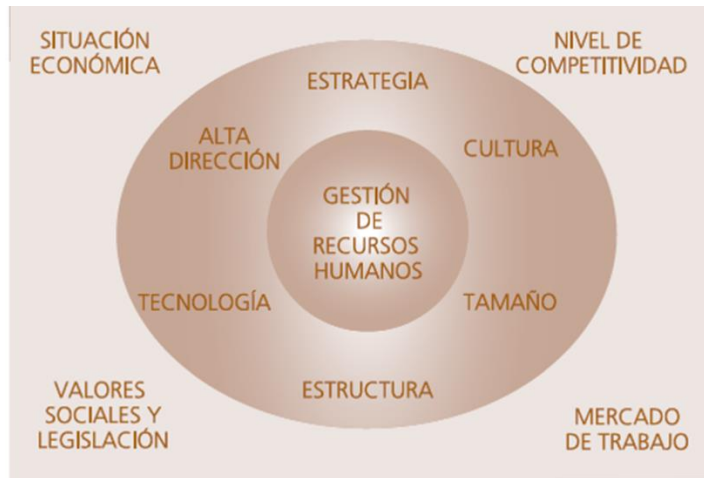 SITUACIÓN
ECONÓMICA
NIVEL DE
COMPETITIVIDAD
ESTRATEGIA
ALTA
DIRECCIÓN
CULTURA
GESTIÓN
DE
RECURSOS
HUMANOS
TECNOLOGÍA
TAMAÑO
ESTRUCTURA
VALORES
SOCIALES Y
LEGISLACIÓN
MERCADO
DE TRABAJO